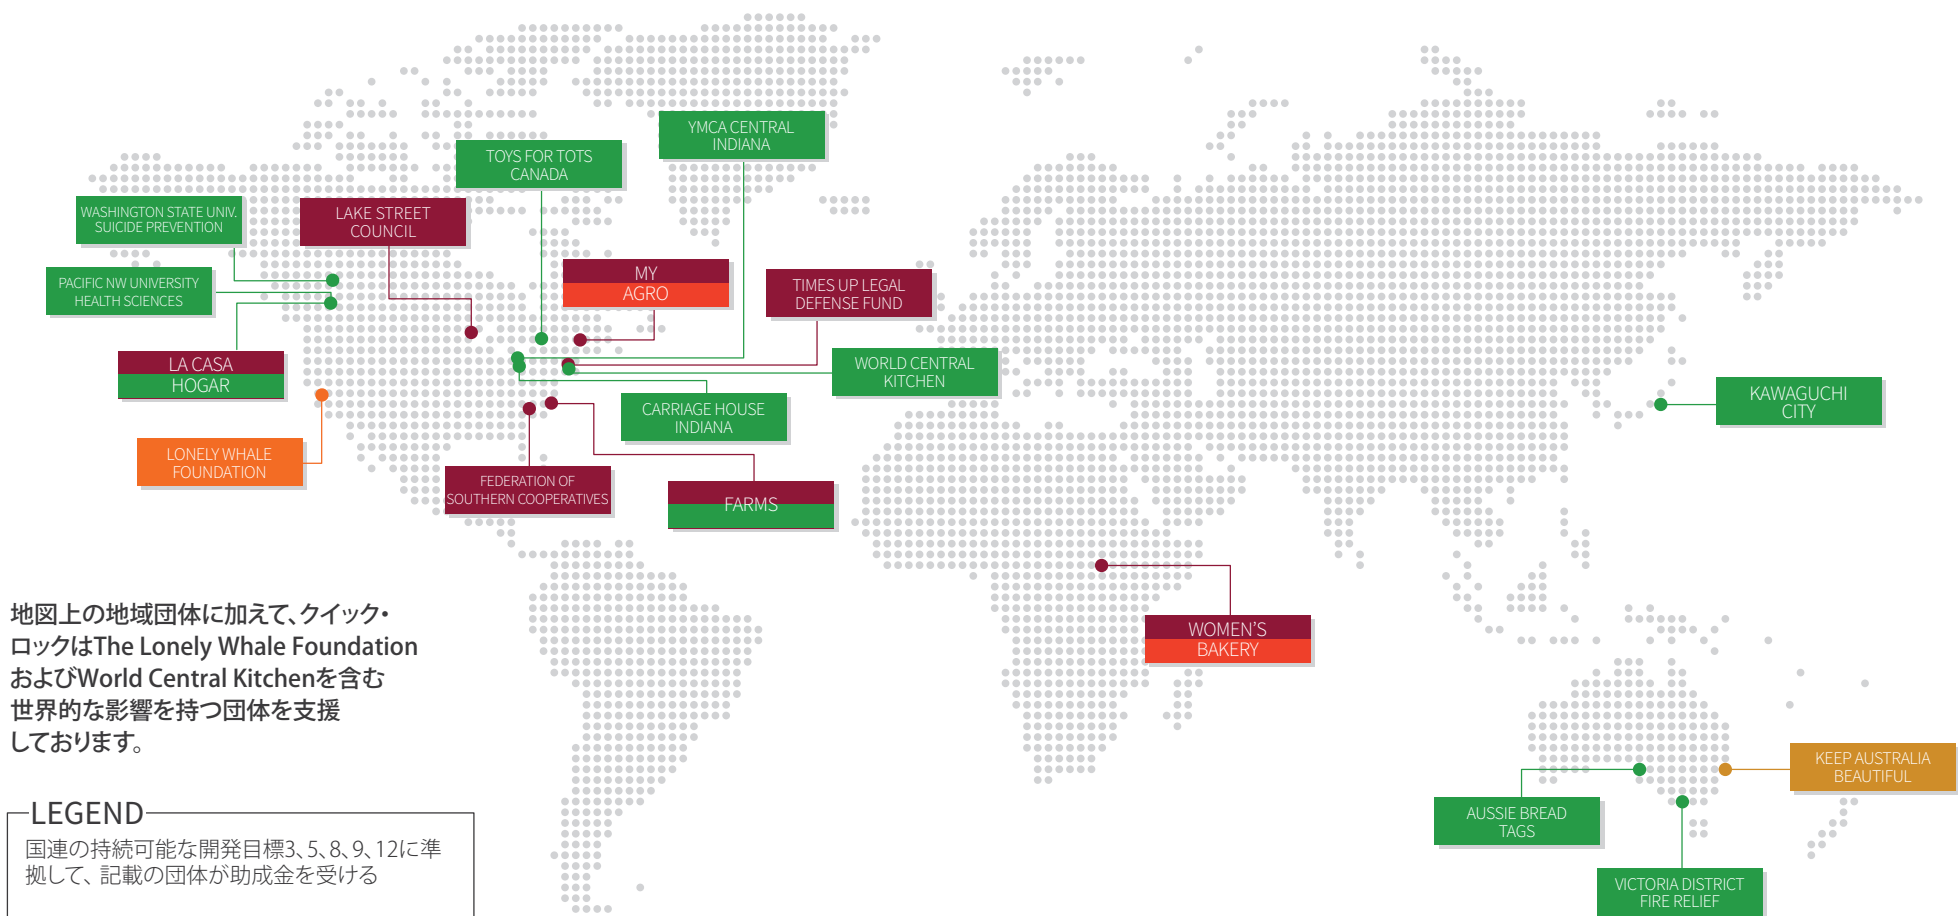 YMCA CENTRAL
INDIANA
TOYS FOR TOTS
CANADA
WASHINGTON STATE UNIV.
SUICIDE PREVENTION
LAKE STREET
COUNCIL
PACIFIC NW UNIVERSITY
HEALTH SCIENCES
MY
AGRO
TIMES UP LEGAL
DEFENSE FUND
LA CASA
HOGAR
WORLD CENTRAL
KITCHEN
CARRIAGE HOUSE
INDIANA
KAWAGUCHI
CITY
LONELY WHALE
FOUNDATION
FEDERATION OF
SOUTHERN COOPERATIVES
FARMS
WOMEN'S
BAKERY
地図上の地域団体に加えて、クイック・
ロックはThe Lonely Whale Foundation
およびWorld Central Kitchenを含む
世界的な影響を持つ団体を支援
しております。
KEEP AUSTRALIA
BEAUTIFUL
AUSSIE BREAD
TAGS
VICTORIA DISTRICT
FIRE RELIEF
LEGEND
国連の持続可能な開発目標3、5、8、9、12に準
拠して、記載の団体が助成金を受ける